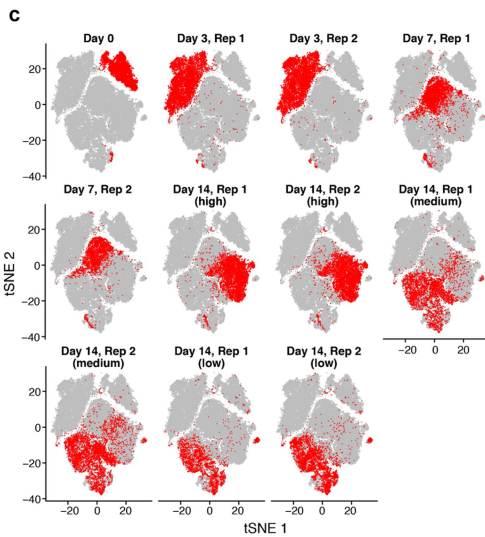 c
Day 0 Day 3, Rep 1 Day 3, Rep 2 Day 7, Rep 1
20
0
−20
−40
Day 7, Rep 2 Day 14, Rep 1 Day 14, Rep 2 Day 14, Rep 1
(high) (high) (medium)
20
0
−20
−40
tSNE 2
−20 0 20
Day 14, Rep 2 Day 14, Rep 1 Day 14, Rep 2
(medium) (low) (low)
20
0
−20
−40
−20 0 20 −20 0 20 −20 0 20
tSNE 1